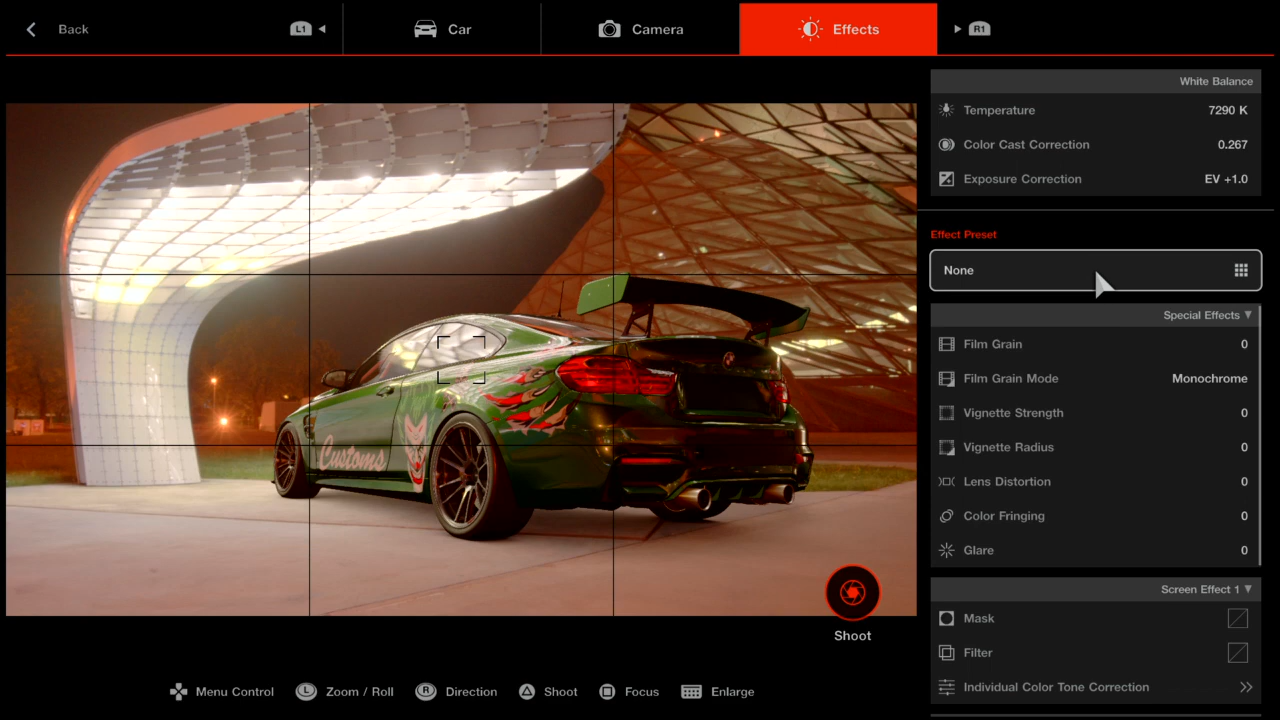 Back
L1
Car
Camera
Effects
R1
White Balance
Temperature 7290 K
Color Cast Correction 0.267
Exposure Correction EV +1.0
Effect Preset
None
Special Effects
Film Grain 0
Film Grain Mode Monochrome
Vignette Strength 0
Vignette Radius 0
Lens Distortion 0
Color Fringing 0
Glare 0
Screen Effect 1
Mask
Filter
Individual Color Tone Correction
Customs
Shoot
Menu Control
L Zoom / Roll
R Direction
Shoot
Focus
Enlarge